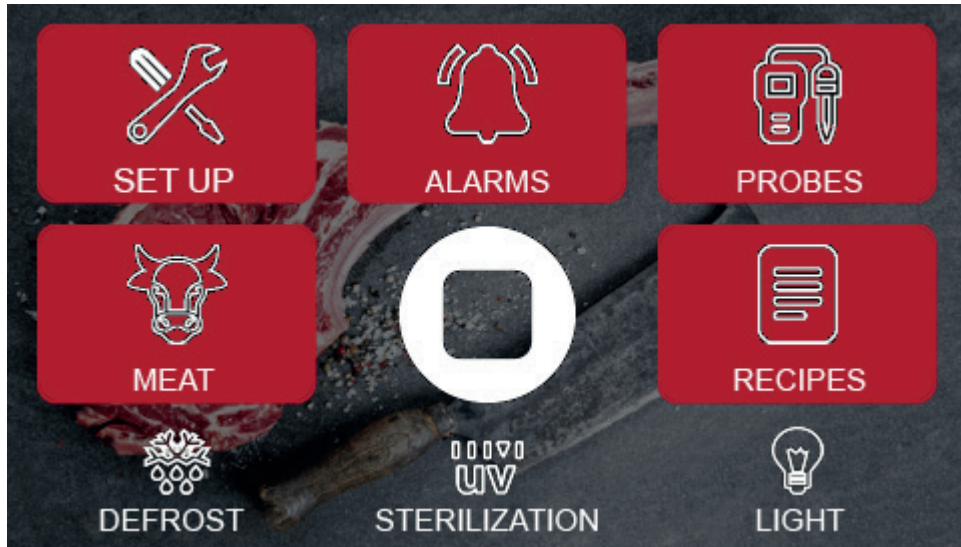 SET UP
ALARMS
PROBES
MEAT
RECIPES
UV
DEFROST
STERILIZATION
LIGHT